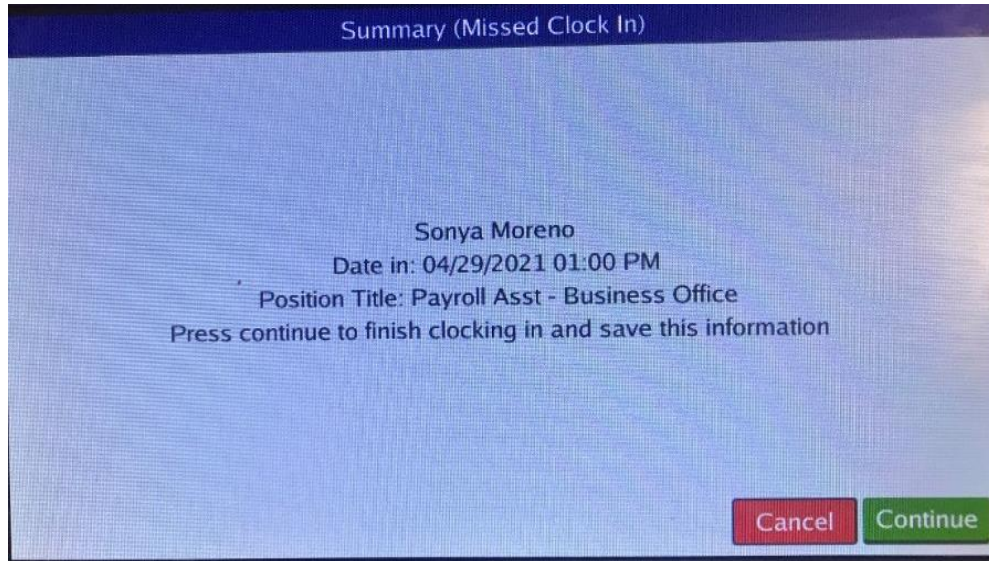 Summary (Missed Clock In)
Sonya Moreno
Date in: 04/29/2021 01:00 PM
Position Title: Payroll Asst - Business Office
Press continue to finish clocking in and save this information
Cancel
Continue